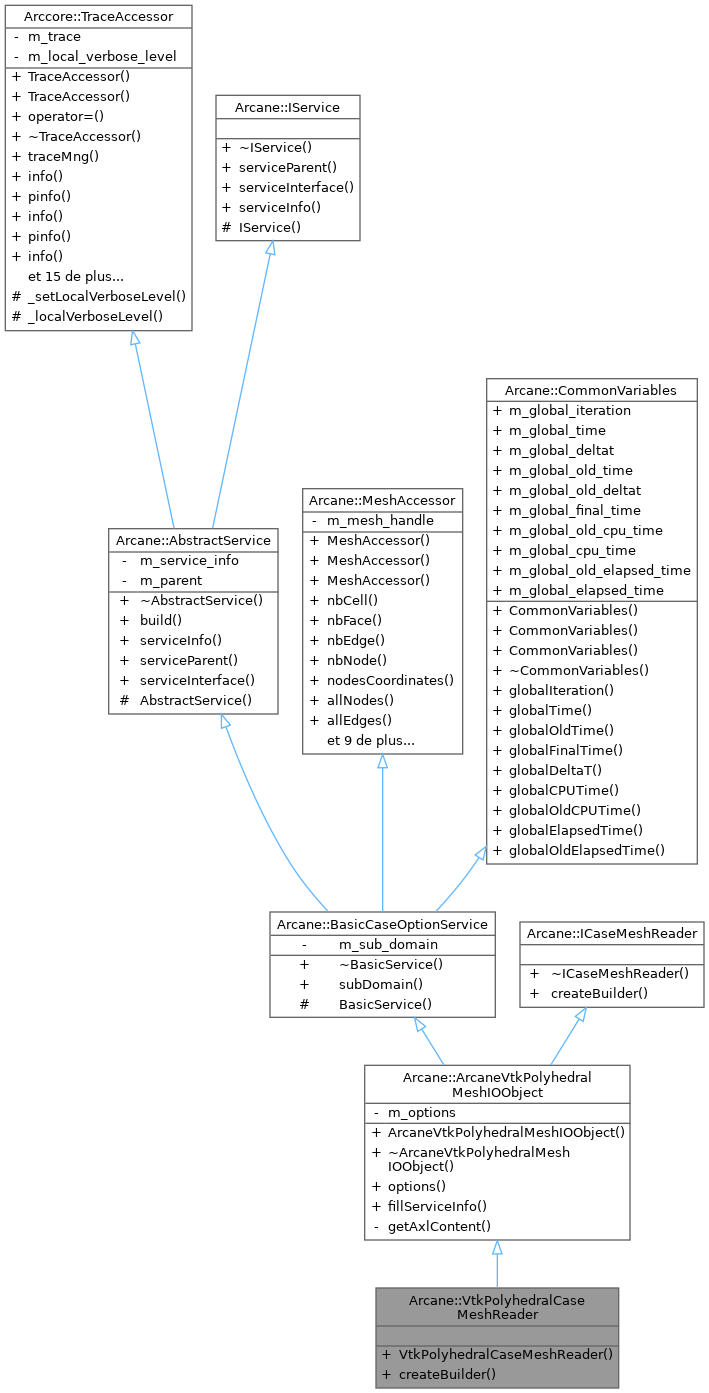 Arccore::TraceAccessor
- m_trace
- m_local_verbose_level
+ TraceAccessor()
+ TraceAccessor()
+ operator=()
+ ~TraceAccessor()
+ traceMng()
+ info()
+ pinfo()
+ info()
+ pinfo()
+ info()
et 15 de plus...
# _setLocalVerboseLevel()
# _localVerboseLevel()
Arcane::IService
+ ~IService()
+ serviceParent()
+ serviceInterface()
+ serviceInfo()
# IService()
Arcane::CommonVariables
+ m_global_iteration
+ m_global_time
+ m_global_deltat
+ m_global_old_time
+ m_global_old_deltat
+ m_global_final_time
+ m_global_old_cpu_time
+ m_global_cpu_time
+ m_global_old_elapsed_time
+ m_global_elapsed_time
+ CommonVariables()
+ CommonVariables()
+ CommonVariables()
+ ~CommonVariables()
+ globalIteration()
+ globalTime()
+ globalOldTime()
+ globalFinalTime()
+ globalDeltaT()
+ globalCPUTime()
+ globalOldCPUTime()
+ globalElapsedTime()
+ globalOldElapsedTime()
Arcane::MeshAccessor
- m_mesh_handle
+ MeshAccessor()
+ MeshAccessor()
+ MeshAccessor()
+ nbCell()
+ nbFace()
+ nbEdge()
+ nbNode()
+ nodesCoordinates()
+ allNodes()
+ allEdges()
et 9 de plus...
Arcane::AbstractService
- m_service_info
- m_parent
+ ~AbstractService()
+ build()
+ serviceInfo()
+ serviceParent()
+ serviceInterface()
# AbstractService()
Arcane::BasicCaseOptionService
- m_sub_domain
+ ~BasicService()
+ subDomain()
# BasicService()
Arcane::ICaseMeshReader
+ ~ICaseMeshReader()
+ createBuilder()
Arcane::ArcaneVtkPolyhedral
MeshIOObject
- m_options
+ ArcaneVtkPolyhedralMeshIOObject()
+ ~ArcaneVtkPolyhedralMesh
IOObject()
+ options()
+ fillServiceInfo()
- getAxlContent()
Arcane::VtkPolyhedralCase
MeshReader
+ VtkPolyhedralCaseMeshReader()
+ createBuilder()